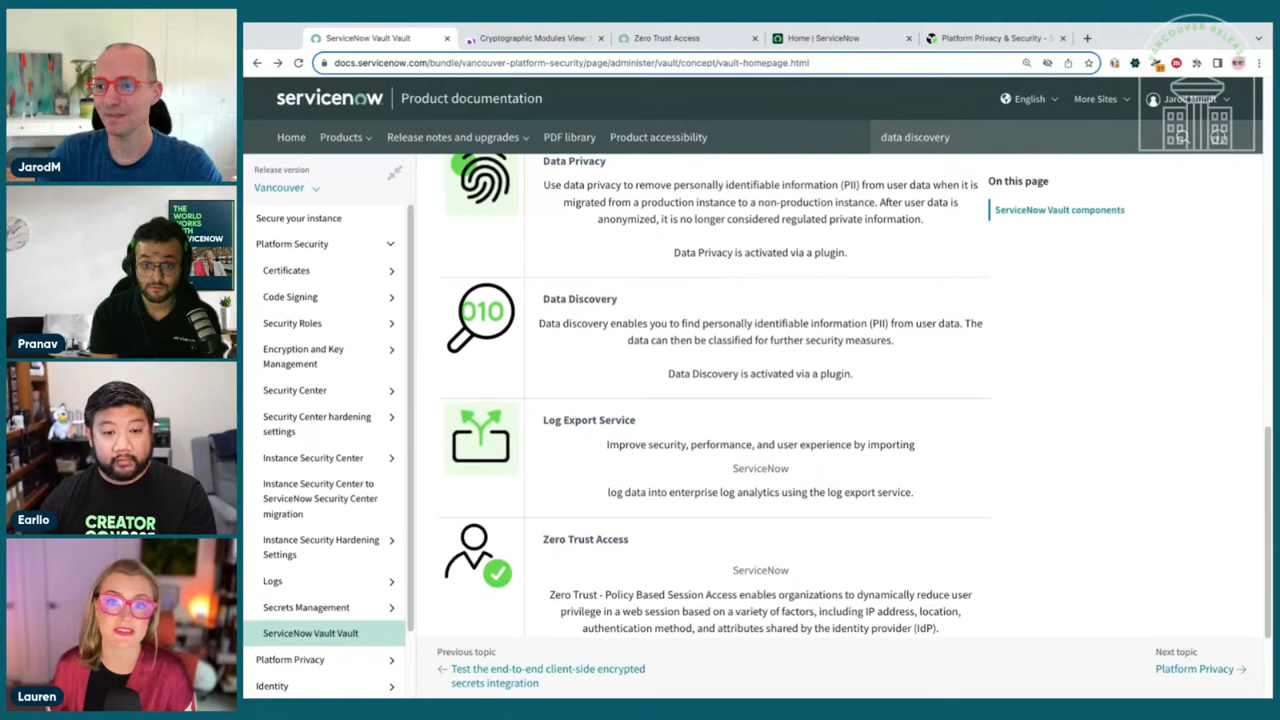 JarodM
THE
WORLD
WORKS
WITH
SERVICENOW
Pranav
CREATOR
Earlio
Lauren
ServiceNow Vault Vault
Cryptographic Modules View
Zero Trust Access
Home | ServiceNow
Platform Privacy & Security -
docs.servicenow.com/bundle/vancouver-platform-security/page/administer/vault/concept/vault-homepage.html
servicenow
Product documentation
English
More Sites
Jarod Mundt
Home
Products
Release notes and upgrades
PDF library
Product accessibility
data discovery
Release version
Vancouver
Secure your instance
Platform Security
Certificates
Code Signing
Security Roles
Encryption and Key
Management
Security Center
Security Center hardening
settings
Instance Security Center
Instance Security Center to
ServiceNow Security Center
migration
Instance Security Hardening
Settings
Logs
Secrets Management
ServiceNow Vault Vault
Platform Privacy
Identity
Data Privacy
Use data privacy to remove personally identifiable information (PII) from user data when it is
migrated from a production instance to a non-production instance. After user data is
anonymized, it is no longer considered regulated private information.
Data Privacy is activated via a plugin.
010
Data Discovery
Data discovery enables you to find personally identifiable information (PII) from user data. The
data can then be classified for further security measures.
Data Discovery is activated via a plugin.
Log Export Service
Improve security, performance, and user experience by importing
ServiceNow
log data into enterprise log analytics using the log export service.
Zero Trust Access
ServiceNow
Zero Trust - Policy Based Session Access enables organizations to dynamically reduce user
privilege in a web session based on a variety of factors, including IP address, location,
authentication method, and attributes shared by the identity provider (IdP).
On this page
ServiceNow Vault components
Previous topic
Test the end-to-end client-side encrypted
secrets integration
Next topic
Platform Privacy